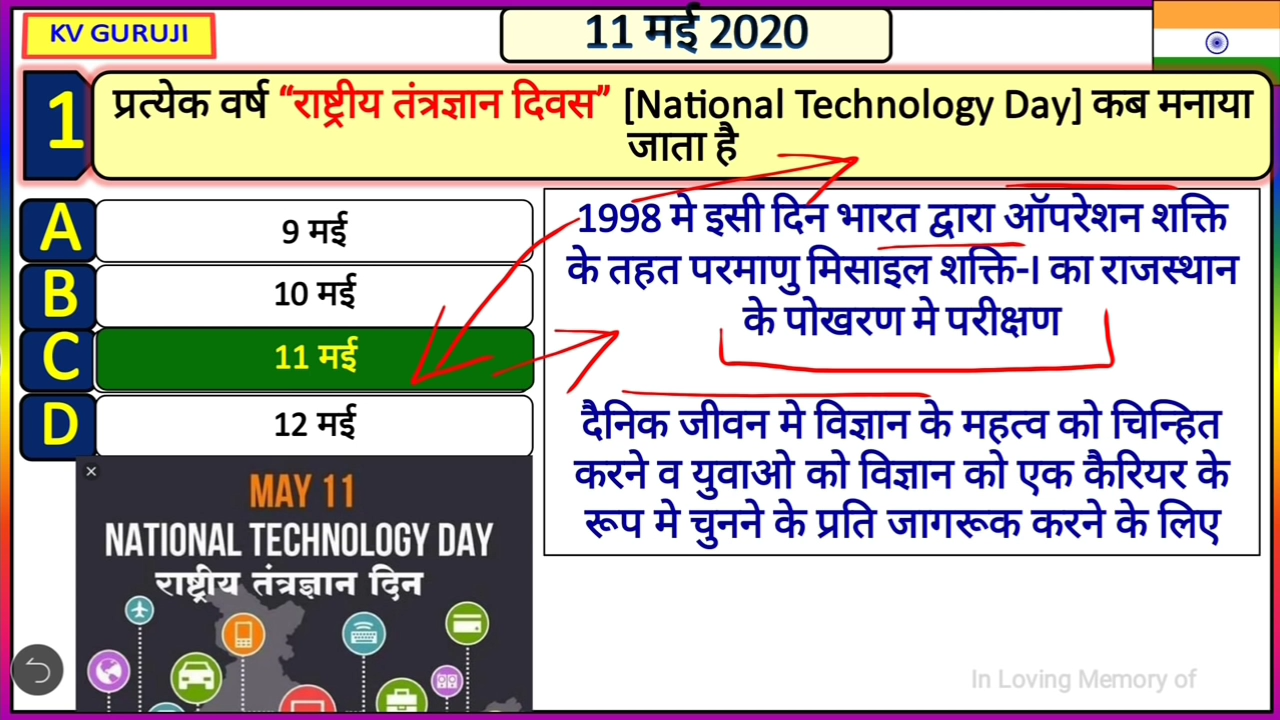 KV GURUJI
11 मई 2020
1
प्रत्येक वर्ष “राष्ट्रीय तंत्रज्ञान दिवस” [National Technology Day] कब मनाया
जाता है
A
9 मई
B
10 मई
C
11 मई
D
12 मई
1998 मे इसी दिन भारत द्वारा ऑपरेशन शक्ति
के तहत परमाणु मिसाइल शक्ति-I का राजस्थान
के पोखरण मे परीक्षण
दैनिक जीवन मे विज्ञान के महत्व को चिन्हित
करने व युवाओ को विज्ञान को एक कैरियर के
रूप मे चुनने के प्रति जागरूक करने के लिए
MAY 11
NATIONAL TECHNOLOGY DAY
राष्ट्रीय तंत्रज्ञान दिन
In Loving Memory of